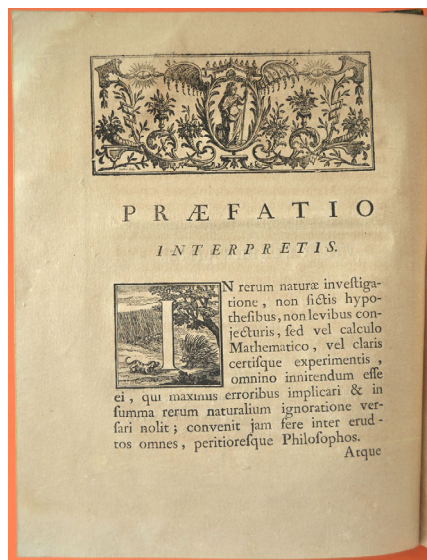 PRÆFATIO
INTERPRETIS.
IN rerum naturæ investiga-
tione, non fictis hypo-
thesibus, non levibus con-
jecturis, sed vel calculo
Mathematico, vel claris
certisque experimentis,
omnino innitendum esse
ei, qui maximis erroribus implicari & in
summa rerum naturalium ignoratione ver-
sari nolit; convenit jam fere inter erudi-
tos omnes, peritioresque Philosophos.
Atque